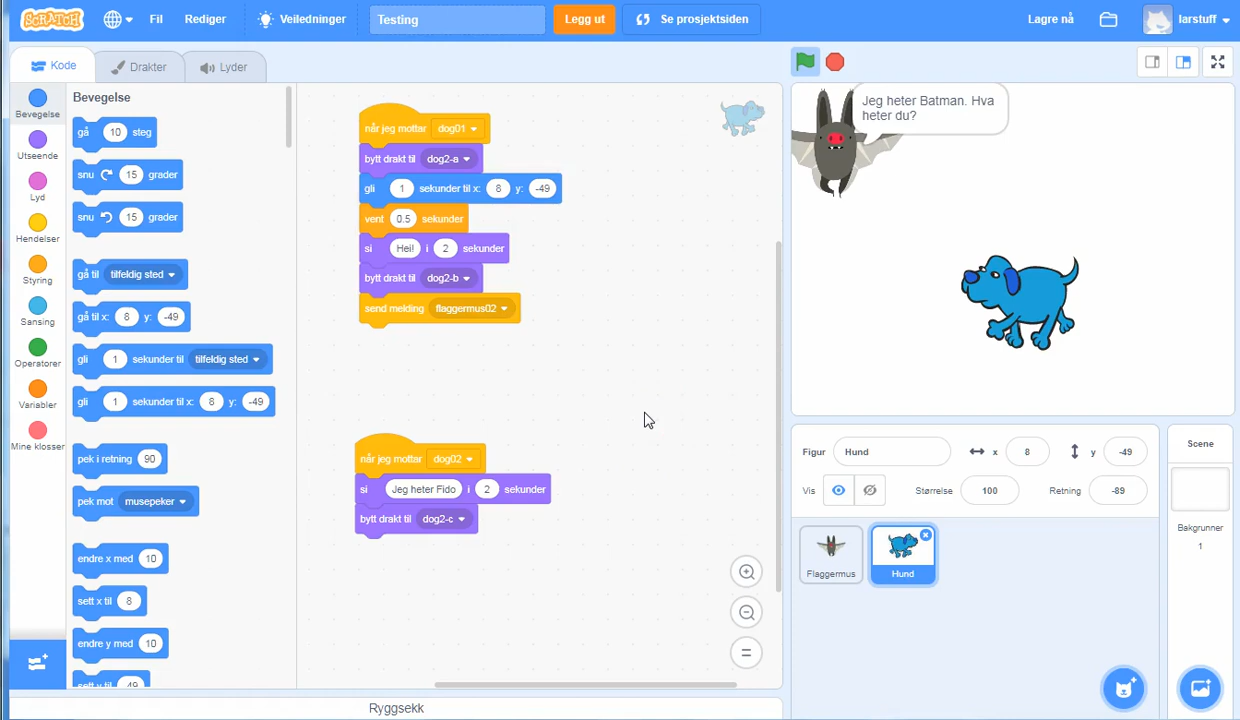 SCRATCH
Fil
Rediger
Veiledninger
Testing
Legg ut
Se prosjektsiden
Lagre nå
larstuff
Kode
Drakter
Lyder
Bevegelse
Utseende
Lyd
Hendelser
Styring
Sansing
Operatorer
Variabler
Mine klosser
Bevegelse
gå 10 steg
snu 15 grader
snu 15 grader
gå til tilfeldig sted
gå til x: 8 y: -49
gli 1 sekunder til tilfeldig sted
gli 1 sekunder til x: 8 y: -49
pek i retning 90
pek mot musepeker
endre x med 10
sett x til 8
endre y med 10
sett y til -49
når jeg mottar dog01
bytt drakt til dog2-a
gli 1 sekunder til x: 8 y: -49
vent 0.5 sekunder
si Hei! i 2 sekunder
bytt drakt til dog2-b
send melding flaggermus02
når jeg mottar dog02
si Jeg heter Fido i 2 sekunder
bytt drakt til dog2-c
Ryggsekk
Jeg heter Batman. Hva
heter du?
Figur Hund x 8 y -49
Vis Størrelse 100 Retning -89
Flaggermus
Hund
Scene
Bakgrunner
1